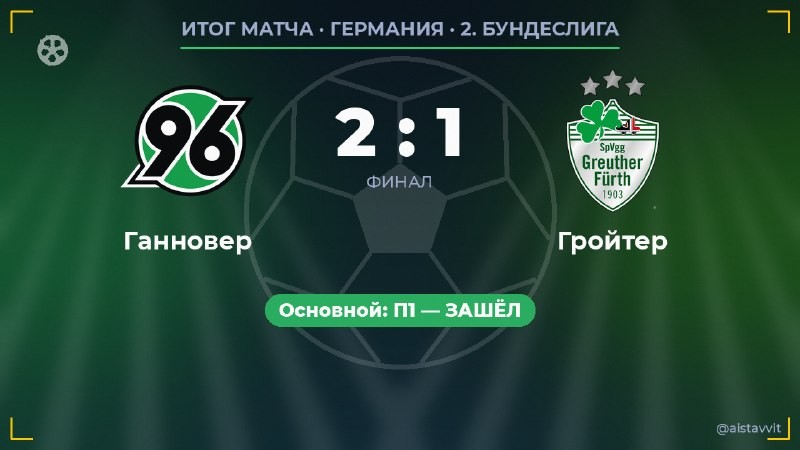 ИТОГ МАТЧА · ГЕРМАНИЯ · 2. БУНДЕСЛИГА
96
2 : 1
ФИНАЛ
SpVgg
Greuther
Fürth
1903
Ганновер
Гройтер
Основной: П1 — ЗАШЁЛ
@aistavvit